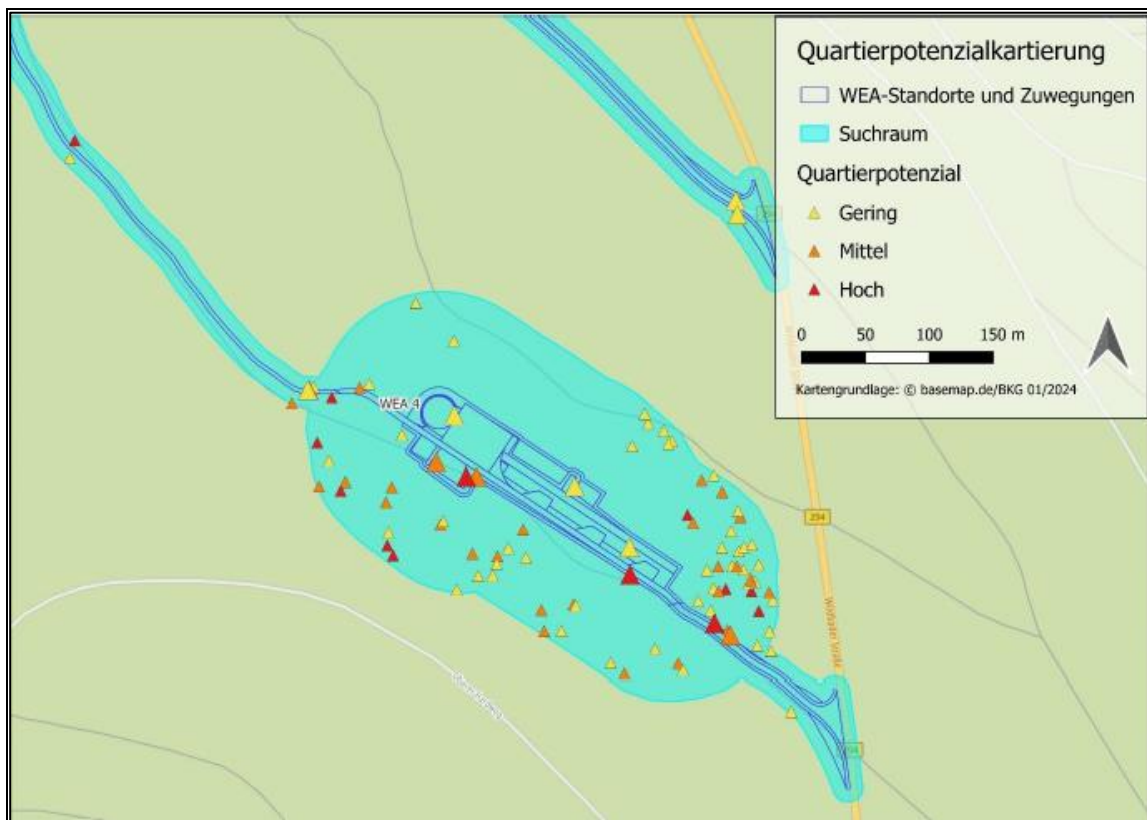 Quartierpotenzialkartierung
WEA-Standorte und Zuwegungen
Suchraum
Quartierpotenzial
Gering
Mittel
Hoch
0 50 100 150 m
Kartengrundlage: © basemap.de/BKG 01/2024
WEA 4
294